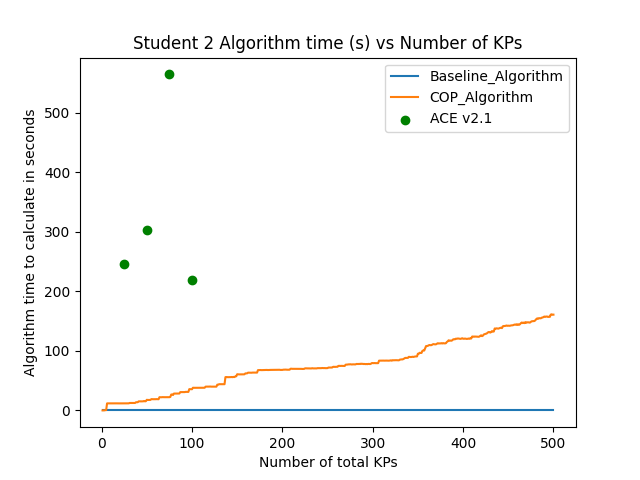 Student 2 Algorithm time (s) vs Number of KPs
Baseline_Algorithm
COP_Algorithm
ACE v2.1
Algorithm time to calculate in seconds
500
400
300
200
100
0
0 100 200 300 400 500
Number of total KPs